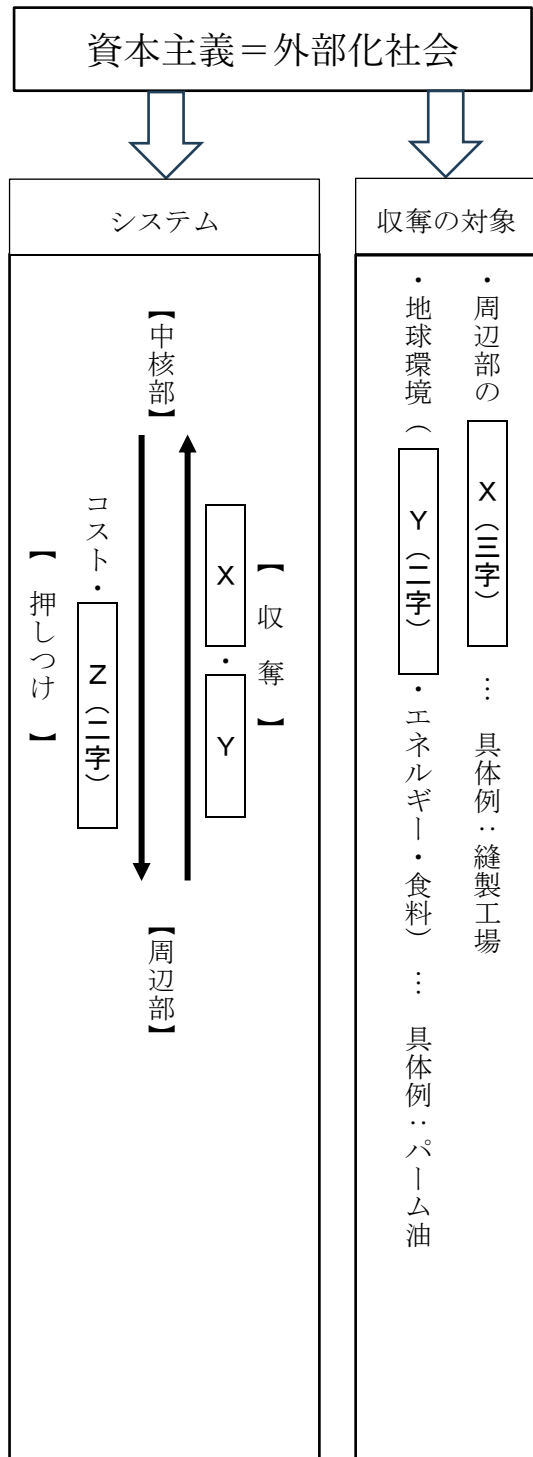 資本主義＝外部化社会
収奪の対象
・周辺部の　Ｘ（三字）　…　具体例：縫製工場
・地球環境（　Ｙ（二字）　・エネルギー・食料）　…　具体例：パーム油
システム
【中核部】
【　収　奪　】
Ｘ・Ｙ
コスト・Ｚ（二字）
【　押しつけ　】
【周辺部】